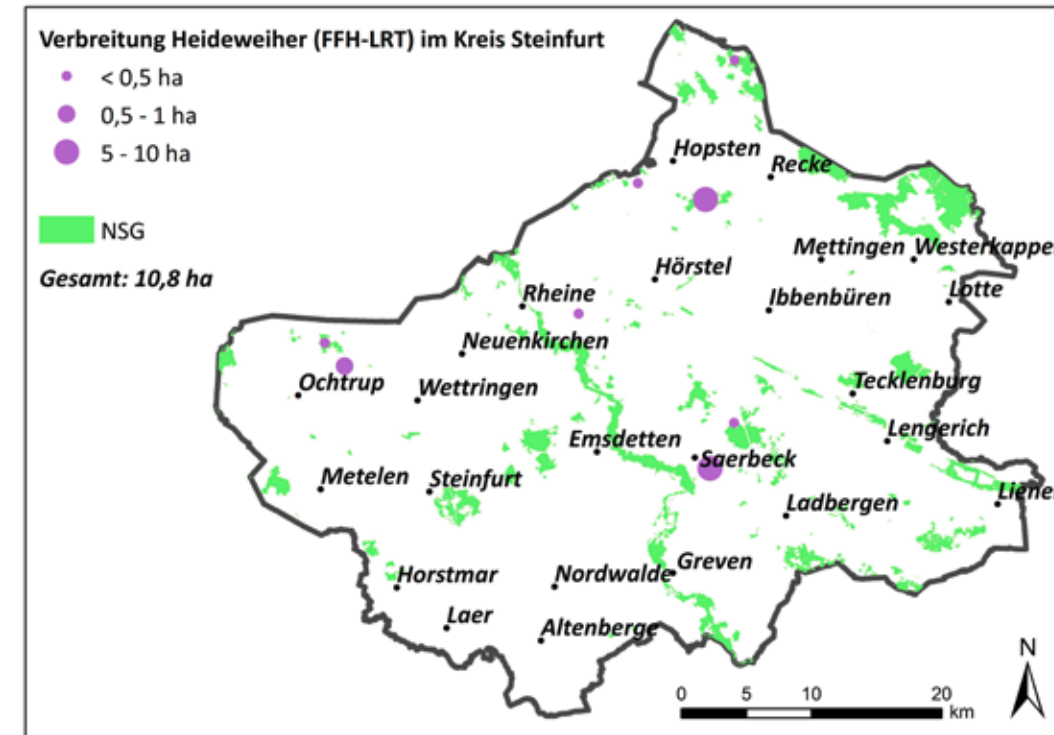 Verbreitung Heideweiher (FFH-LRT) im Kreis Steinfurt
< 0,5 ha
0,5 - 1 ha
5 - 10 ha
NSG
Gesamt: 10,8 ha
Hopsten
Recke
Mettingen
Westerkappel
Hörstel
Lotte
Rheine
Ibbenbüren
Neuenkirchen
Ochtrup
Wettringen
Tecklenburg
Lengerich
Emsdetten
Saerbeck
Metelen
Steinfurt
Ladbergen
Liene
Horstmar
Nordwalde
Greven
Laer
Altenberge
N
0 5 10 20
km